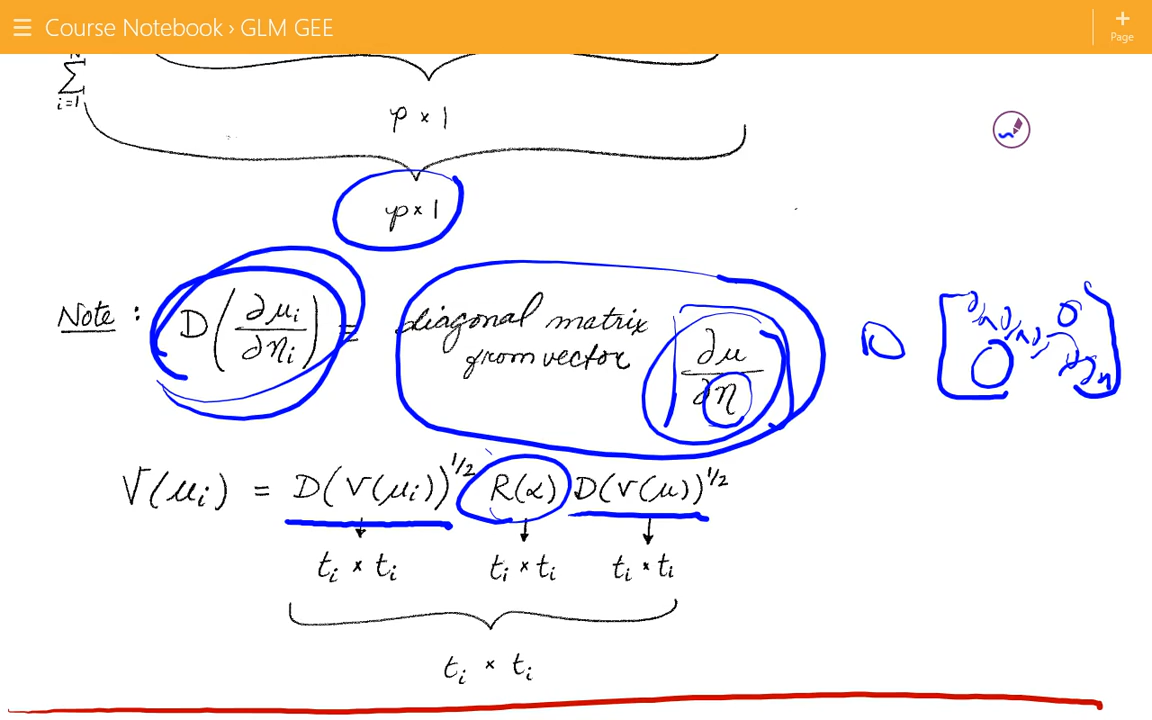 Course Notebook › GLM GEE
Page
∑ i=1
p × 1
p × 1
Note : D(∂μᵢ/∂ηᵢ) = diagonal matrix from vector ∂μ/∂η
D
V(μᵢ) = D(V(μᵢ))^1/2 R(α) D(V(μ))^1/2
tᵢ × tᵢ tᵢ × tᵢ tᵢ × tᵢ
tᵢ × tᵢ